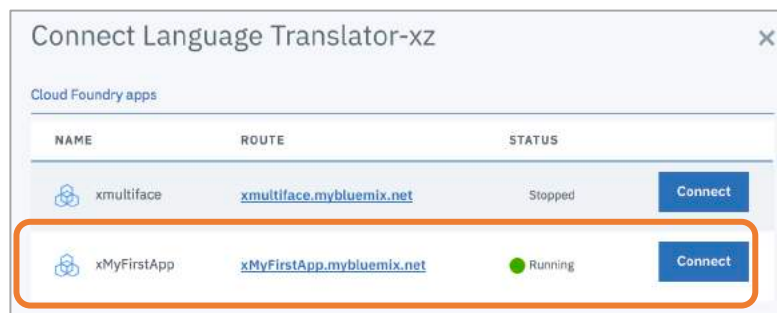 Connect Language Translator-xz ×
Cloud Foundry apps
NAME ROUTE STATUS
xmultiface xmultiface.mybluemix.net Stopped Connect
xMyFirstApp xMyFirstApp.mybluemix.net Running Connect